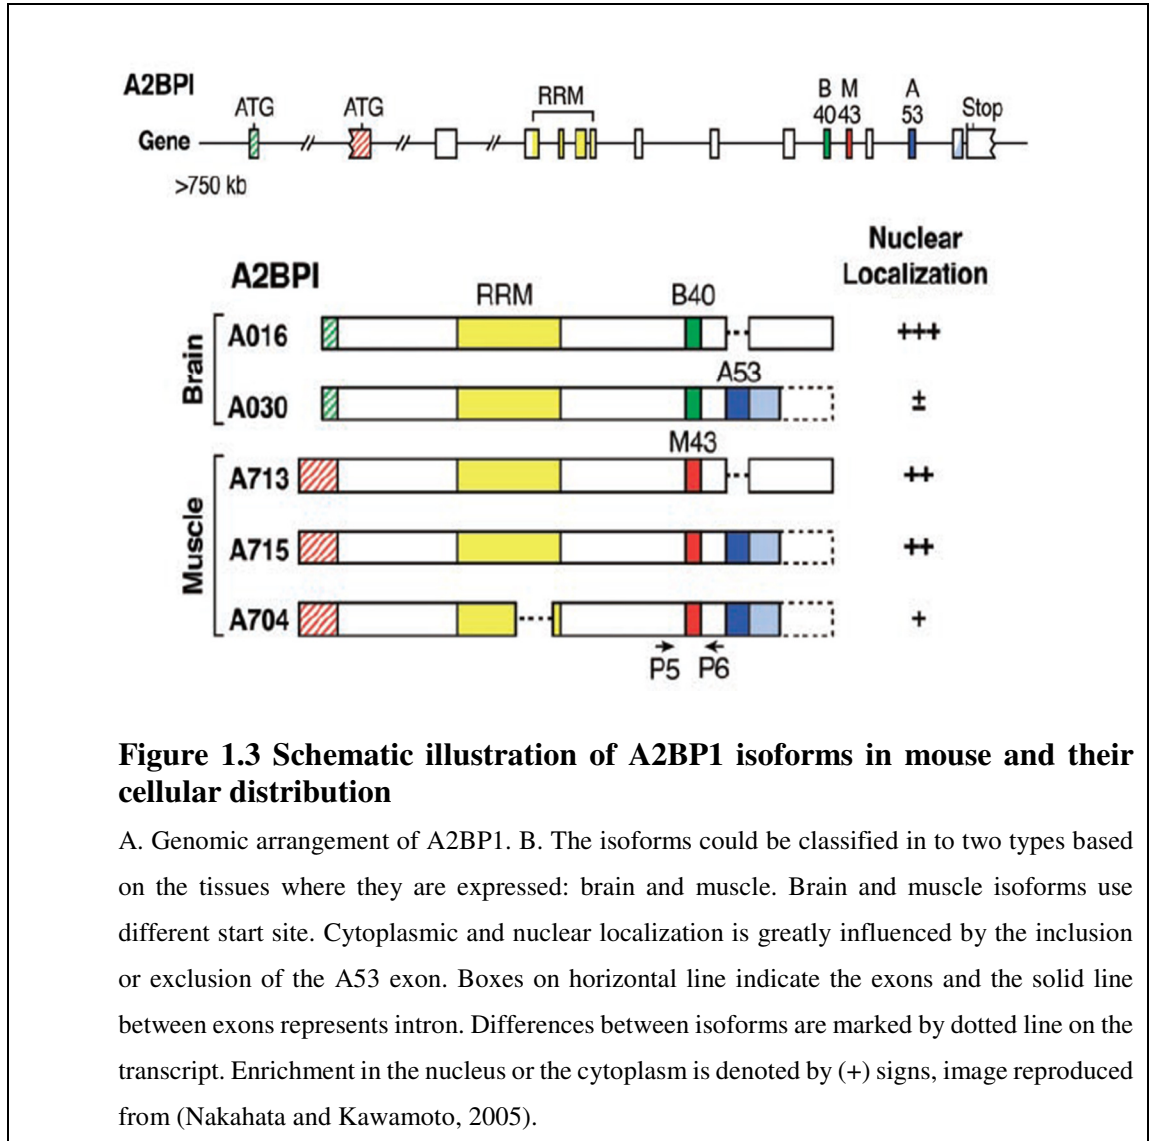 A2BPI
ATG ATG RRM B M A Stop
40 43 53
Gene
>750 kb
Nuclear
Localization
A2BPI
RRM B40
Brain
A016 +++
A53
A030 ±
M43
Muscle
A713 ++
A715 ++
A704 +
P5 P6
Figure 1.3 Schematic illustration of A2BP1 isoforms in mouse and their
cellular distribution
A. Genomic arrangement of A2BP1. B. The isoforms could be classified in to two types based
on the tissues where they are expressed: brain and muscle. Brain and muscle isoforms use
different start site. Cytoplasmic and nuclear localization is greatly influenced by the inclusion
or exclusion of the A53 exon. Boxes on horizontal line indicate the exons and the solid line
between exons represents intron. Differences between isoforms are marked by dotted line on the
transcript. Enrichment in the nucleus or the cytoplasm is denoted by (+) signs, image reproduced
from (Nakahata and Kawamoto, 2005).